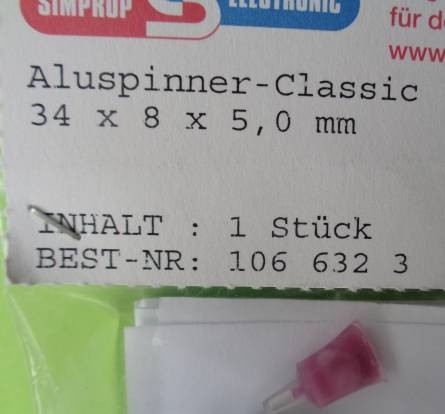 SIMPROP ELECTRONIC
für d
www.
Aluspinner-Classic
34 x 8 x 5,0 mm
INHALT : 1 Stück
BEST-NR: 106 632 3